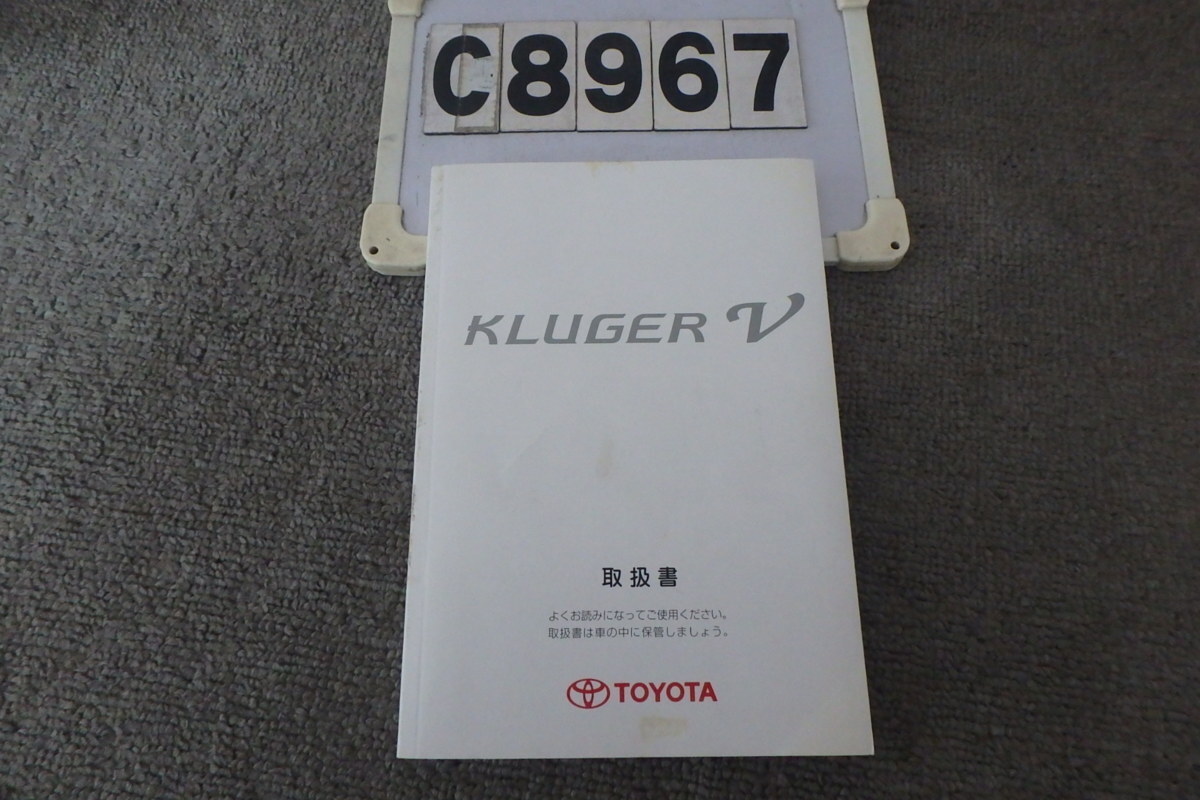 C8967
KLUGER V
取扱書
よくお読みになってご使用ください。
取扱書は車の中に保管しましょう。
TOYOTA